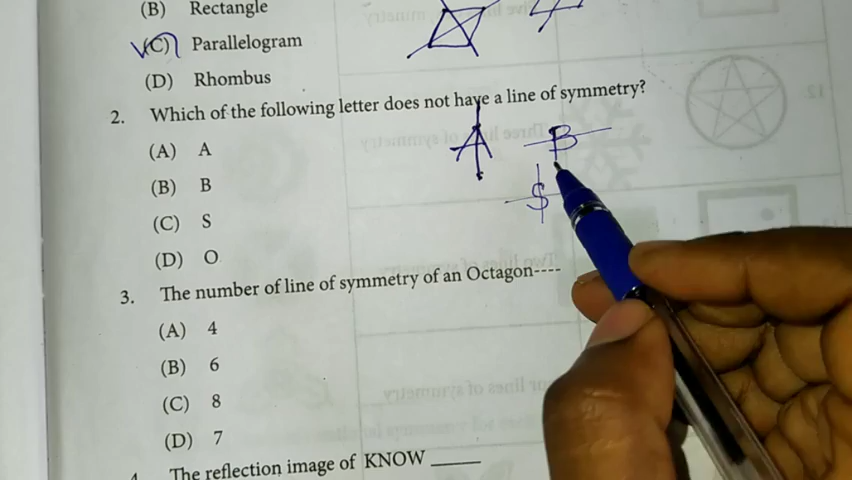 (B) Rectangle
(C) Parallelogram
(D) Rhombus
2. Which of the following letter does not have a line of symmetry?
A B
(A) A
(B) B
S
(C) S
(D) O
3. The number of line of symmetry of an Octagon----
(A) 4
(B) 6
(C) 8
(D) 7
The reflection image of KNOW _____